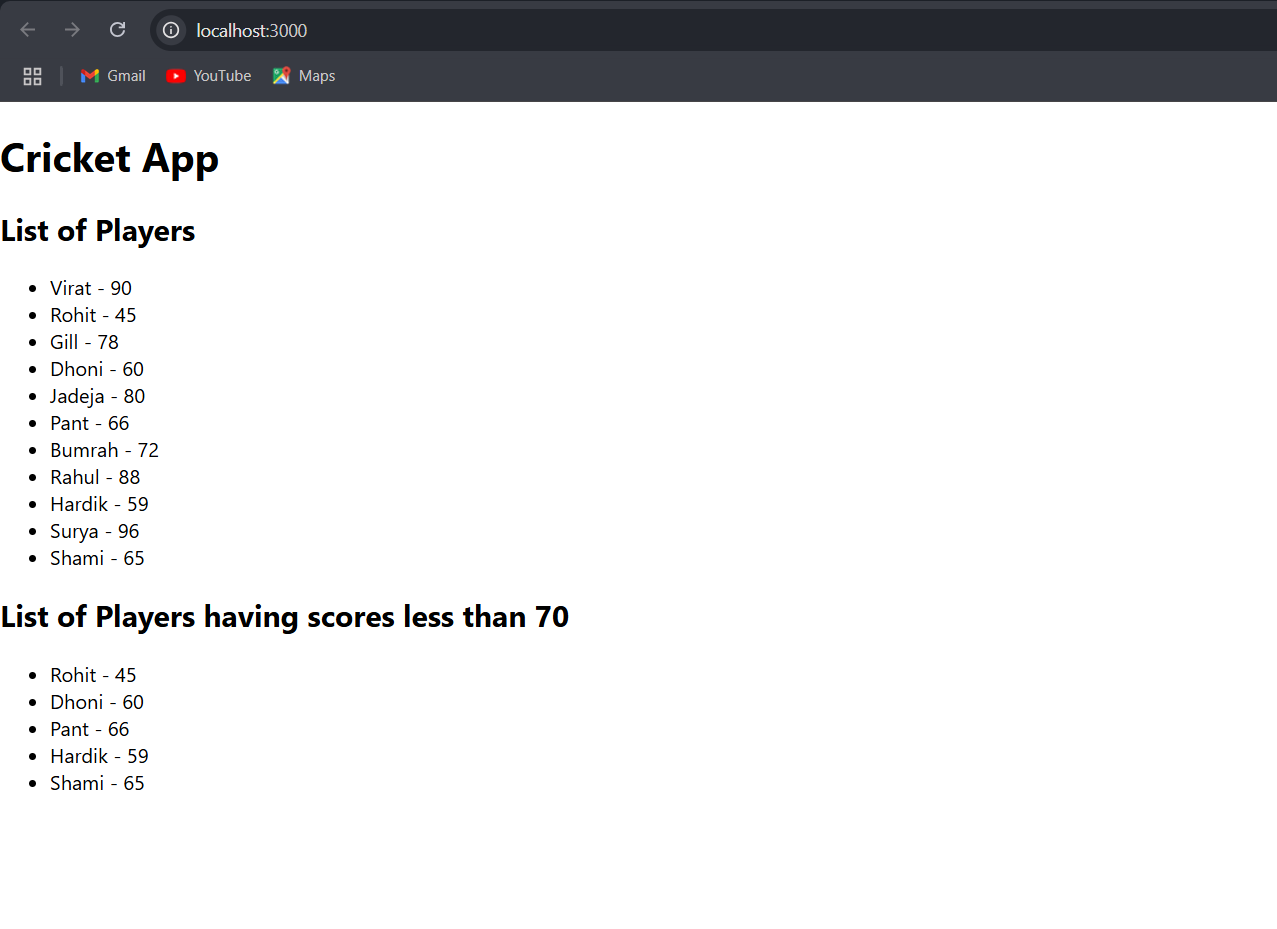 localhost:3000
Gmail YouTube Maps
Cricket App
List of Players
Virat - 90
Rohit - 45
Gill - 78
Dhoni - 60
Jadeja - 80
Pant - 66
Bumrah - 72
Rahul - 88
Hardik - 59
Surya - 96
Shami - 65
List of Players having scores less than 70
Rohit - 45
Dhoni - 60
Pant - 66
Hardik - 59
Shami - 65